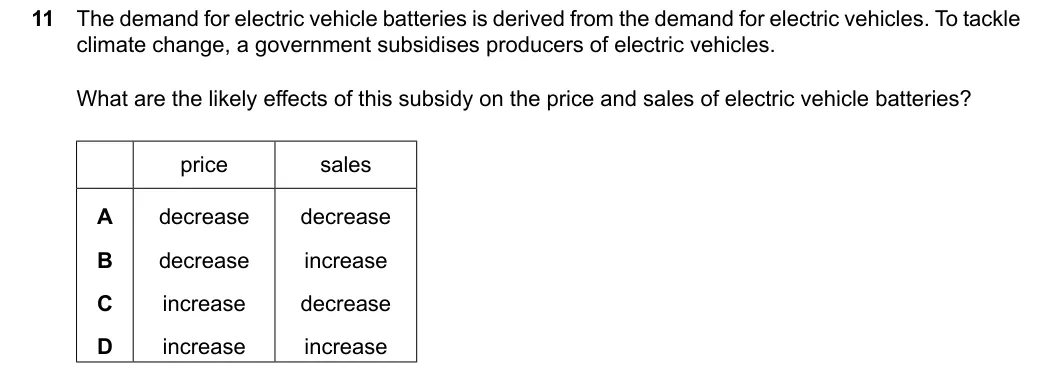 11 The demand for electric vehicle batteries is derived from the demand for electric vehicles. To tackle
climate change, a government subsidises producers of electric vehicles.
What are the likely effects of this subsidy on the price and sales of electric vehicle batteries?
price sales
A decrease decrease
B decrease increase
C increase decrease
D increase increase